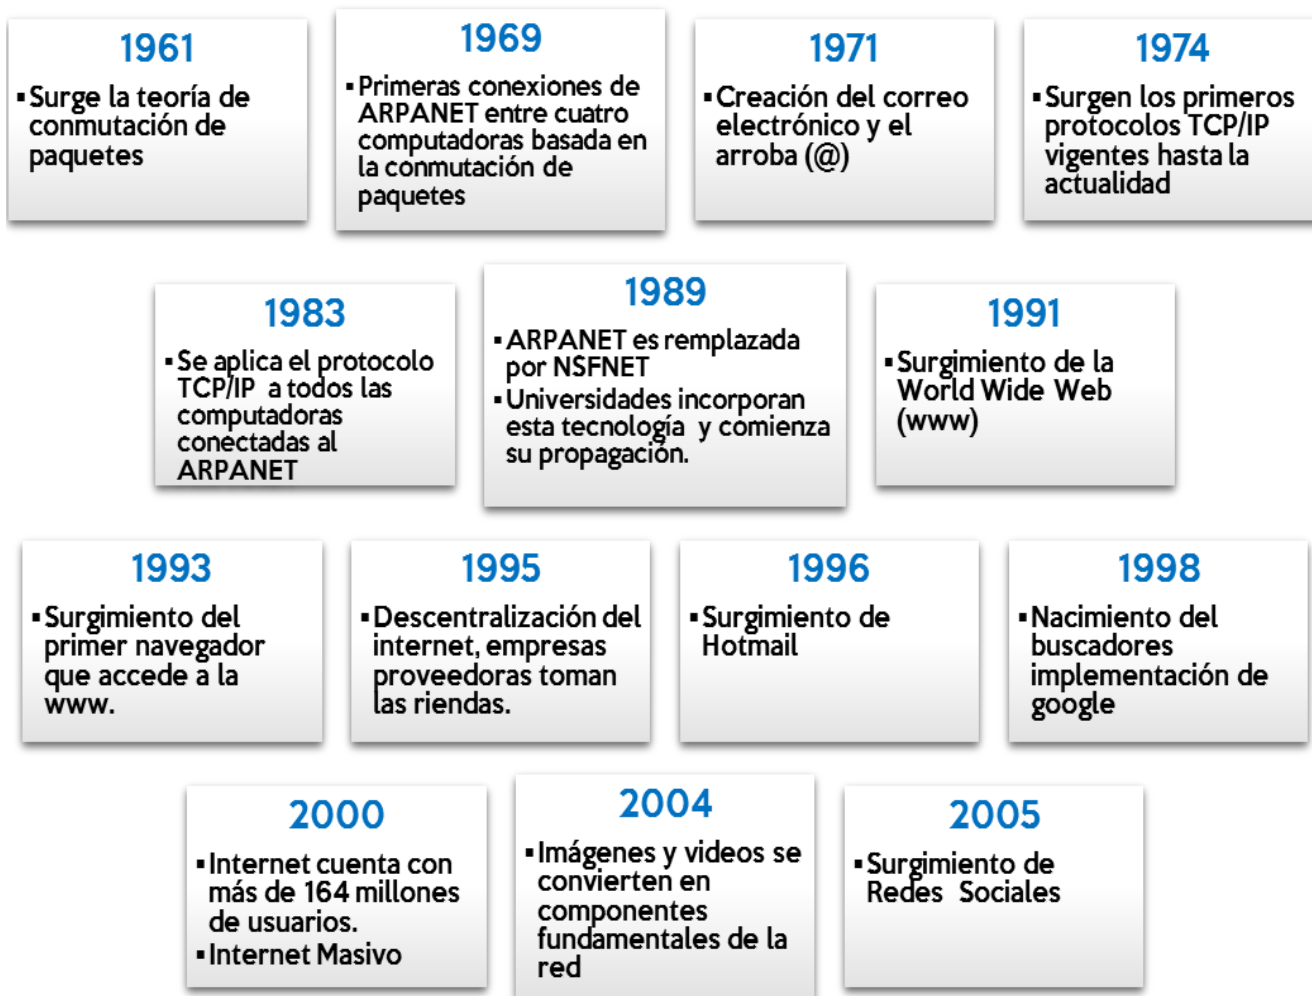 1961
▪Surge la teoría de
conmutación de
paquetes
1969
▪Primeras conexiones de
ARPANET entre cuatro
computadoras basada en
la conmutación de
paquetes
1971
▪Creación del correo
electrónico y el
arroba (@)
1974
▪Surgen los primeros
protocolos TCP/IP
vigentes hasta la
actualidad
1983
▪Se aplica el protocolo
TCP/IP a todos las
computadoras
conectadas al
ARPANET
1989
▪ARPANET es remplazada
por NSFNET
▪Universidades incorporan
esta tecnología y comienza
su propagación.
1991
▪Surgimiento de la
World Wide Web
(www)
1993
▪Surgimiento del
primer navegador
que accede a la
www.
1995
▪Descentralización del
internet, empresas
proveedoras toman
las riendas.
1996
▪Surgimiento de
Hotmail
1998
▪Nacimiento del
buscadores
implementación de
google
2000
▪Internet cuenta con
más de 164 millones
de usuarios.
▪Internet Masivo
2004
▪Imágenes y videos se
convierten en
componentes
fundamentales de la
red
2005
▪Surgimiento de
Redes Sociales